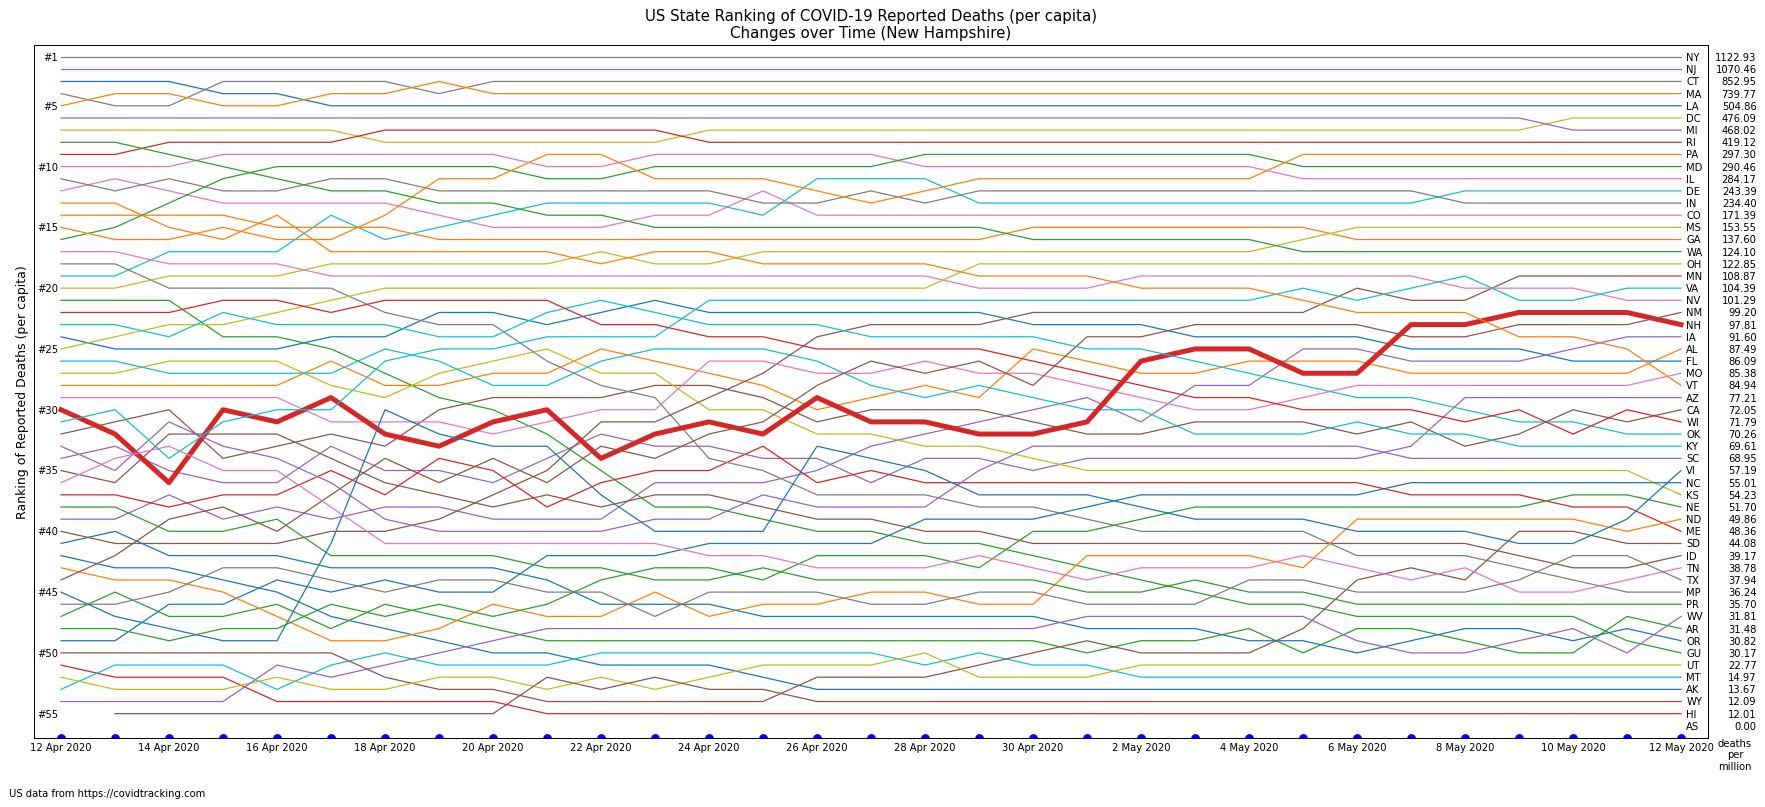 US State Ranking of COVID-19 Reported Deaths (per capita)
Changes over Time (New Hampshire)
Ranking of Reported Deaths (per capita)
#1
#5
#10
#15
#20
#25
#30
#35
#40
#45
#50
#55
NY 1122.93
NJ 1070.46
CT 852.95
MA 739.77
LA 504.86
DC 476.09
MI 468.02
RI 419.12
PA 297.30
MD 290.46
IL 284.17
DE 243.39
IN 234.40
CO 171.39
MS 153.55
GA 137.60
WA 124.10
OH 122.85
MN 108.87
VA 104.39
NV 101.29
NM 99.20
NH 97.81
IA 91.60
AL 87.49
FL 86.09
MO 85.38
VT 84.94
AZ 77.21
CA 72.05
WI 71.79
OK 70.26
KY 69.61
SC 68.95
VI 57.19
NC 55.01
KS 54.23
NE 51.70
ND 49.86
ME 48.36
SD 44.08
ID 39.17
TN 38.78
TX 37.94
MP 36.24
PR 35.70
WV 31.81
AR 31.48
OR 30.82
GU 30.17
UT 22.77
MT 14.97
AK 13.67
WY 12.09
HI 12.01
AS 0.00
12 Apr 2020 14 Apr 2020 16 Apr 2020 18 Apr 2020 20 Apr 2020 22 Apr 2020 24 Apr 2020 26 Apr 2020 28 Apr 2020 30 Apr 2020 2 May 2020 4 May 2020 6 May 2020 8 May 2020 10 May 2020 12 May 2020
deaths
per
million
US data from https://covidtracking.com